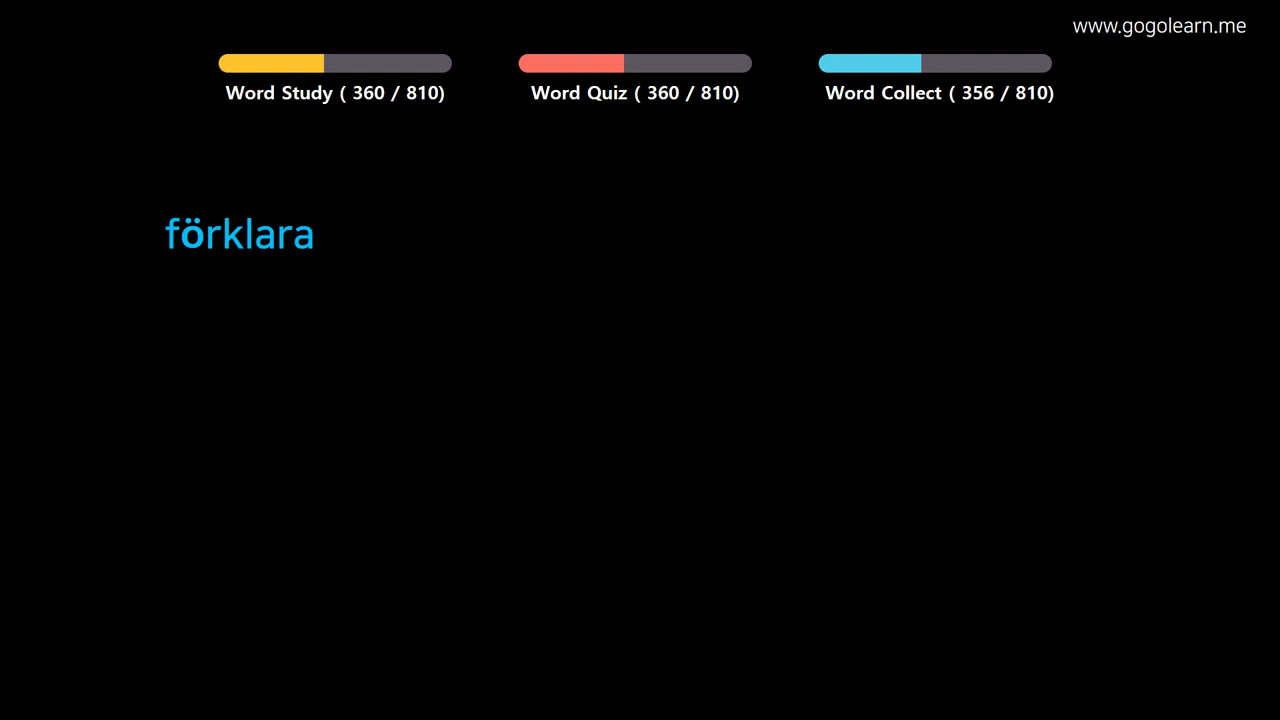 www.gogolearn.me
Word Study ( 360 / 810)
Word Quiz ( 360 / 810)
Word Collect ( 356 / 810)
förklara